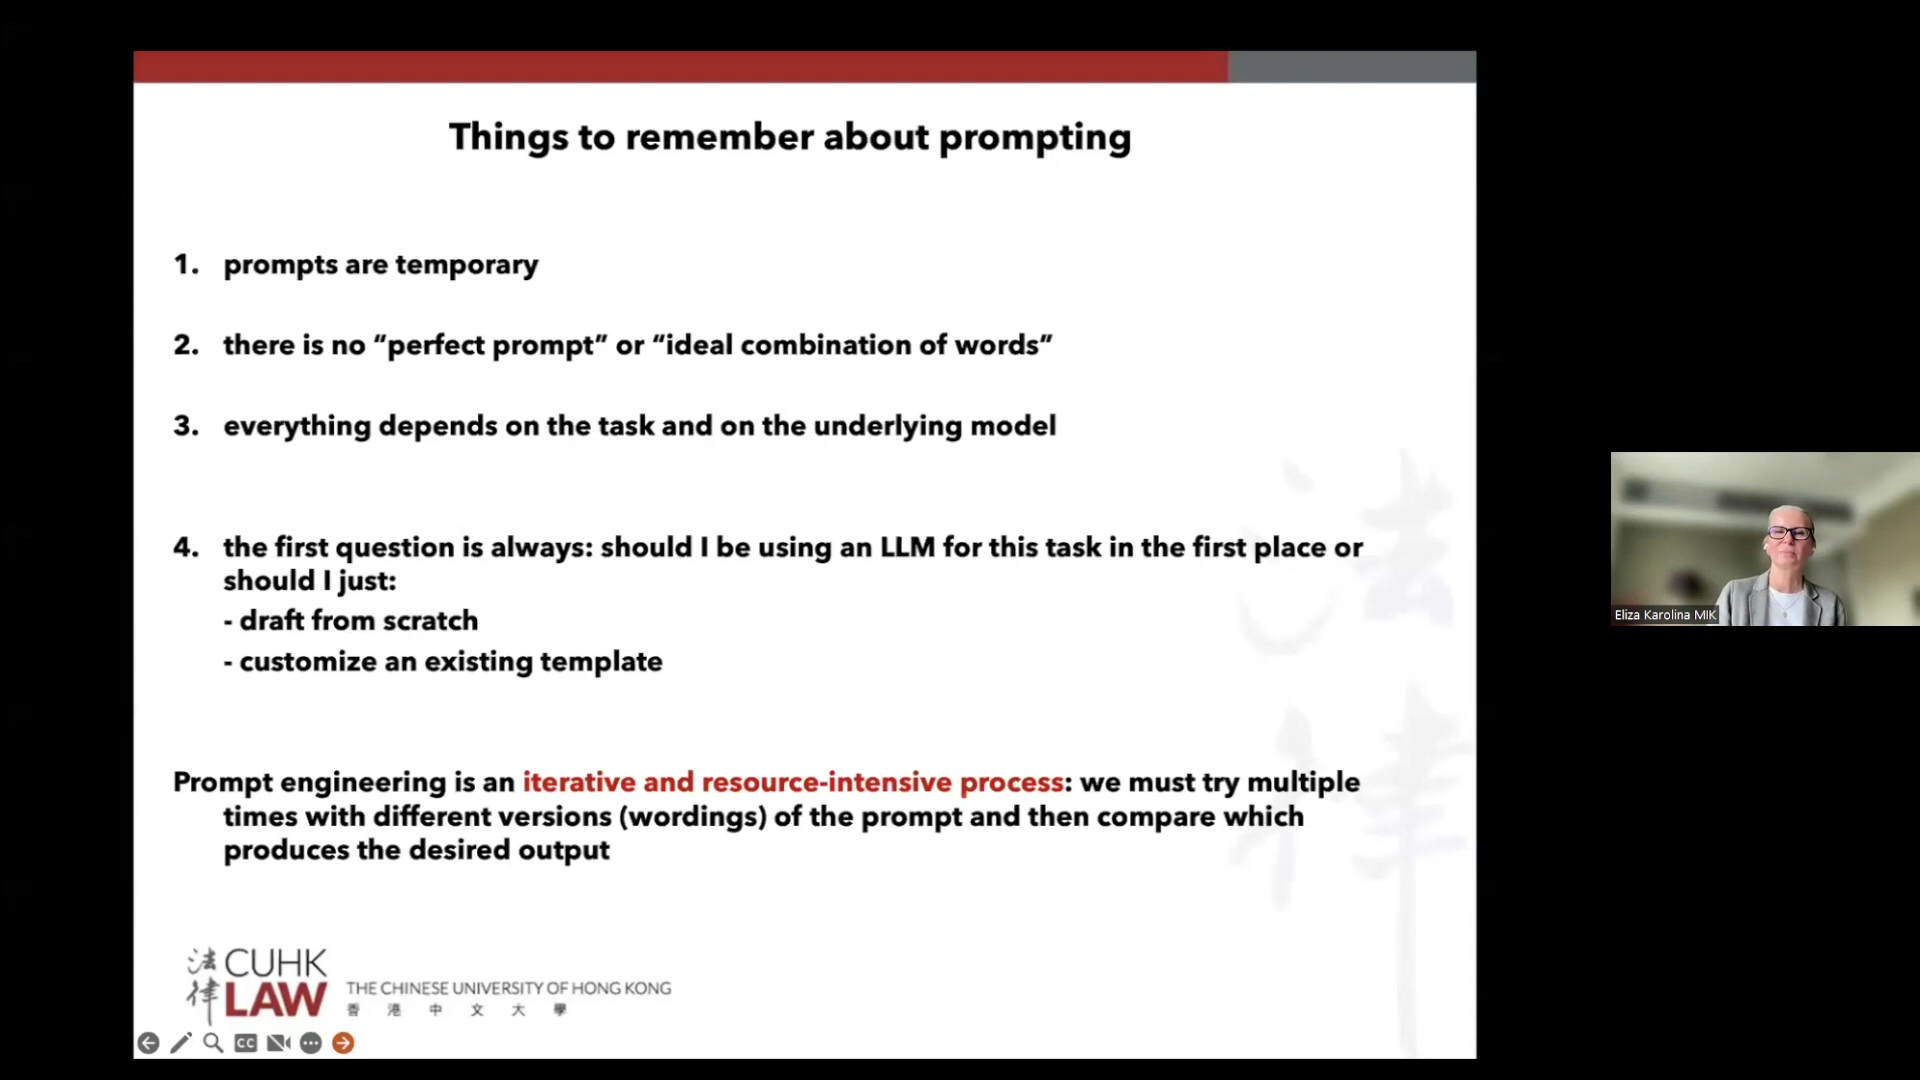 Things to remember about prompting
1. prompts are temporary
2. there is no “perfect prompt” or “ideal combination of words”
3. everything depends on the task and on the underlying model
4. the first question is always: should I be using an LLM for this task in the first place or
should I just:
- draft from scratch
- customize an existing template
Prompt engineering is an iterative and resource-intensive process: we must try multiple
times with different versions (wordings) of the prompt and then compare which
produces the desired output
法律
法律
CUHK
LAW
THE CHINESE UNIVERSITY OF HONG KONG
香港中文大學
CC
Eliza Karolina MIK